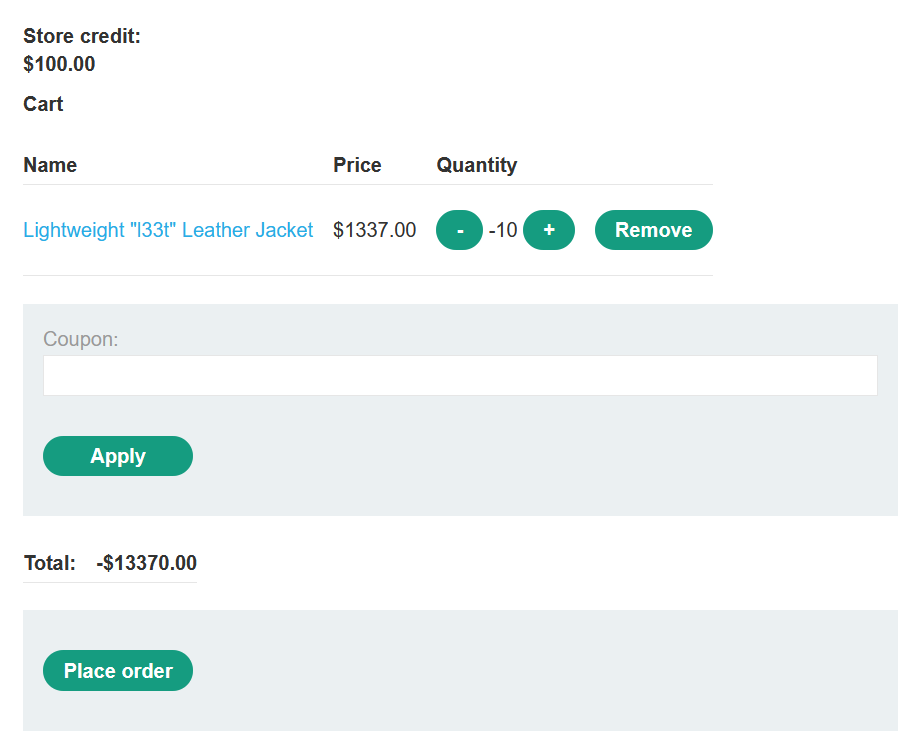 Store credit:
$100.00
Cart
Name Price Quantity
Lightweight "l33t" Leather Jacket $1337.00 - -10 + Remove
Coupon:
Apply
Total: -$13370.00
Place order